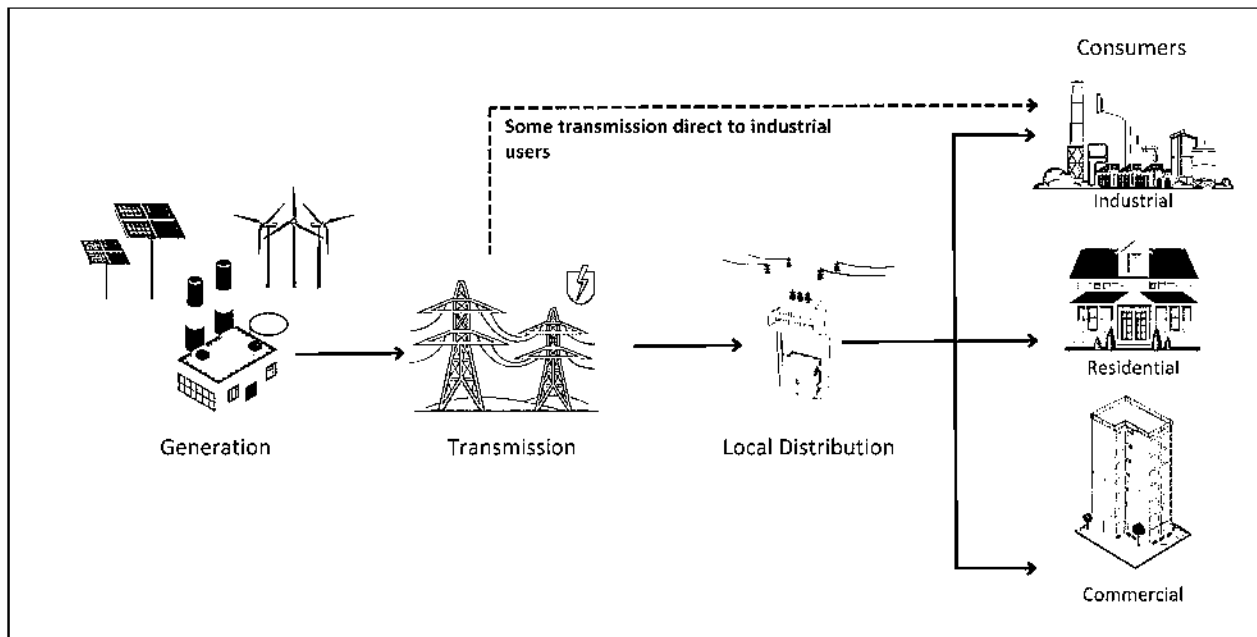 Consumers
Some transmission direct to industrial
users
Industrial
Residential
Generation
Transmission
Local Distribution
Commercial